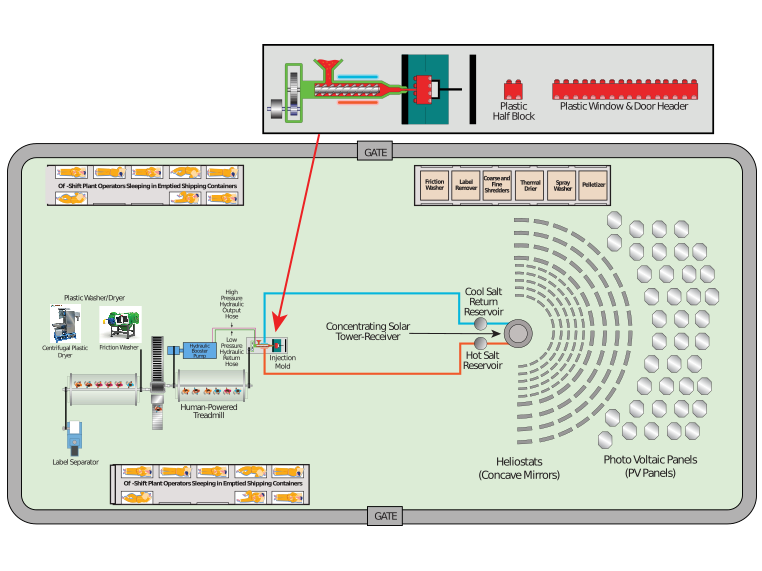 Plastic
Half Block
Plastic Window & Door Header
GATE
Of -Shift Plant Operators Sleeping in Emptied Shipping Containers
Friction
Washer
Label
Remover
Coarse and
Fine
Shredders
Thermal
Drier
Spray
Washer
Pelletizer
High
Pressure
Hydraulic
Output
Hose
Plastic Washer/Dryer
Cool Salt
Return
Reservoir
Concentrating Solar
Tower-Receiver
Centrifugal Plastic
Dryer
Friction Washer
Hydraulic
Booster
Pump
Low
Pressure
Hydraulic
Return
Hose
Injection
Mold
Hot Salt
Reservoir
Human-Powered
Treadmill
Label Separator
Heliostats
(Concave Mirrors)
Photo Voltaic Panels
(PV Panels)
Of -Shift Plant Operators Sleeping in Emptied Shipping Containers
GATE